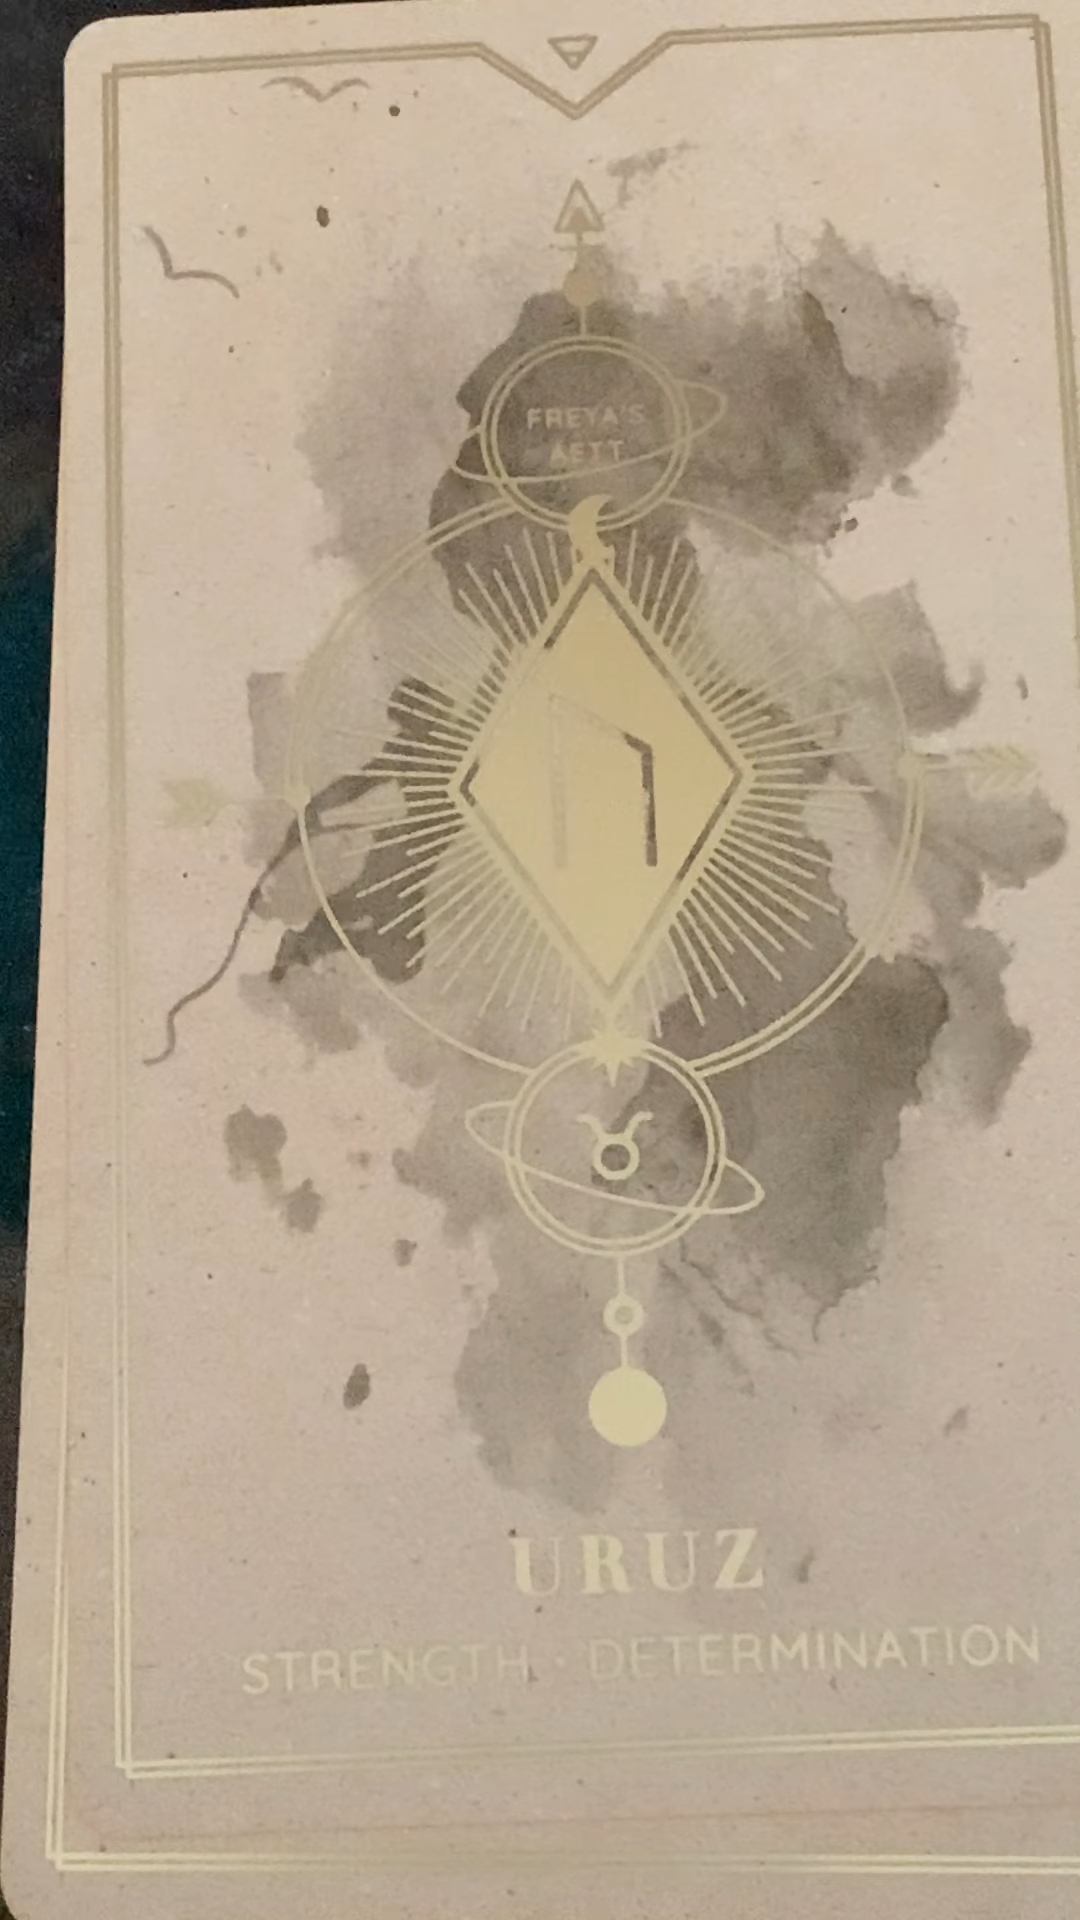 FREYA'S
AETT
ᚢ
URUZ
STRENGTH · DETERMINATION